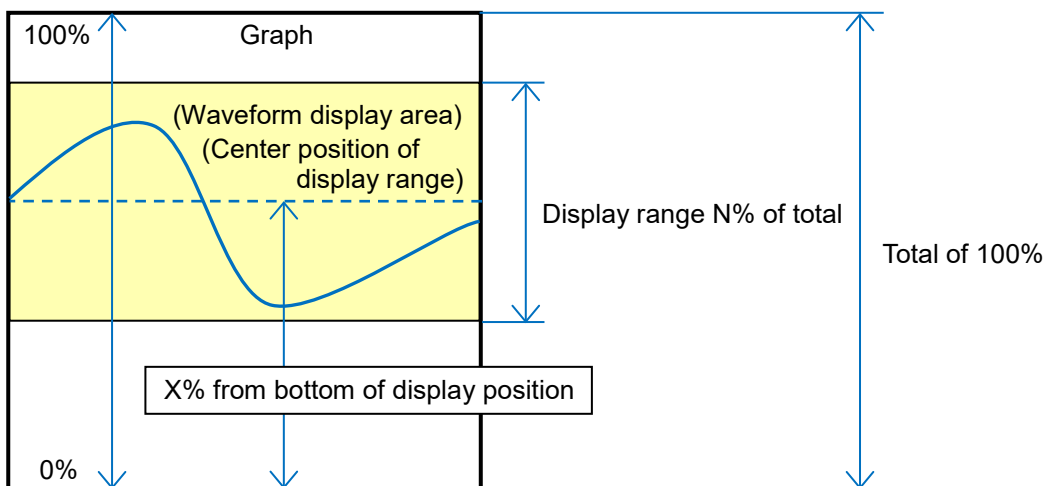 100%
Graph
(Waveform display area)
(Center position of
display range)
Display range N% of total
Total of 100%
X% from bottom of display position
0%